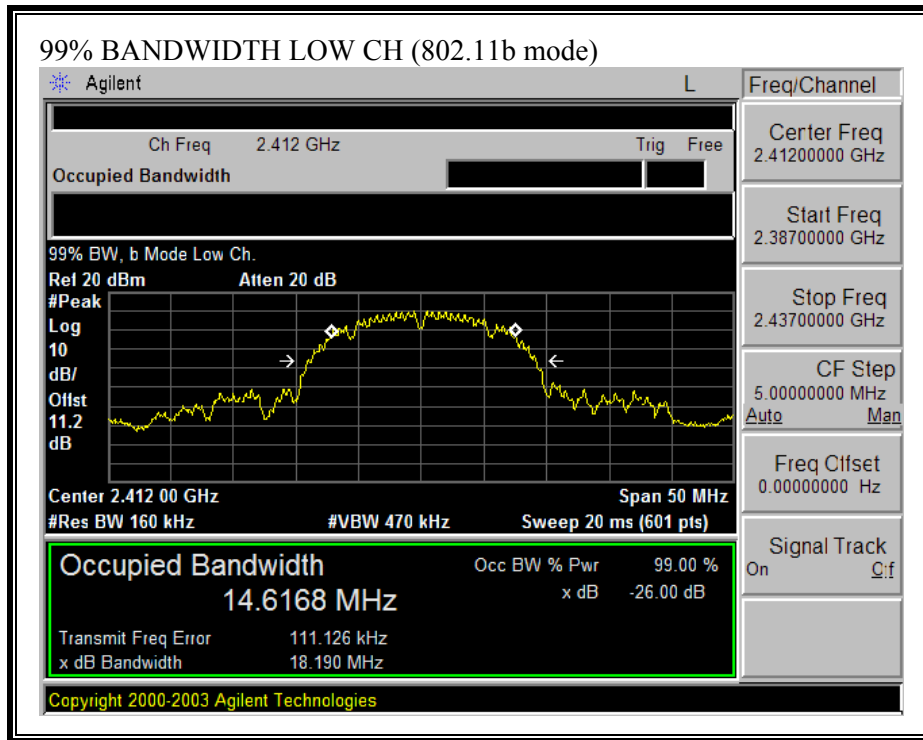 99% BANDWIDTH LOW CH (802.11b mode)
Agilent L
Freq/Channel
Ch Freq 2.412 GHz Trig Free
Occupied Bandwidth
Center Freq
2.41200000 GHz
Start Freq
2.38700000 GHz
Stop Freq
2.43700000 GHz
CF Step
5.00000000 MHz
Auto Man
Freq Offset
0.00000000 Hz
Signal Track
On Off
99% BW, b Mode Low Ch.
Ref 20 dBm Atten 20 dB
#Peak
Log
10
dB/
Offst
11.2
dB
Center 2.412 00 GHz Span 50 MHz
#Res BW 160 kHz #VBW 470 kHz Sweep 20 ms (601 pts)
Occupied Bandwidth
14.6168 MHz
Occ BW % Pwr 99.00 %
x dB -26.00 dB
Transmit Freq Error 111.126 kHz
x dB Bandwidth 18.190 MHz
Copyright 2000-2003 Agilent Technologies